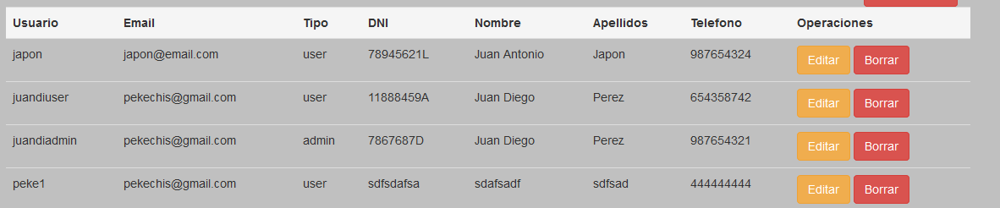 Usuario Email Tipo DNI Nombre Apellidos Telefono Operaciones
japon japon@email.com user 78945621L Juan Antonio Japon 987654324 Editar Borrar
juandiuser pekechis@gmail.com user 11888459A Juan Diego Perez 654358742 Editar Borrar
juandiadmin pekechis@gmail.com admin 7867687D Juan Diego Perez 987654321 Editar Borrar
peke1 pekechis@gmail.com user sdfsdafsa sdafsadf sdfsad 444444444 Editar Borrar